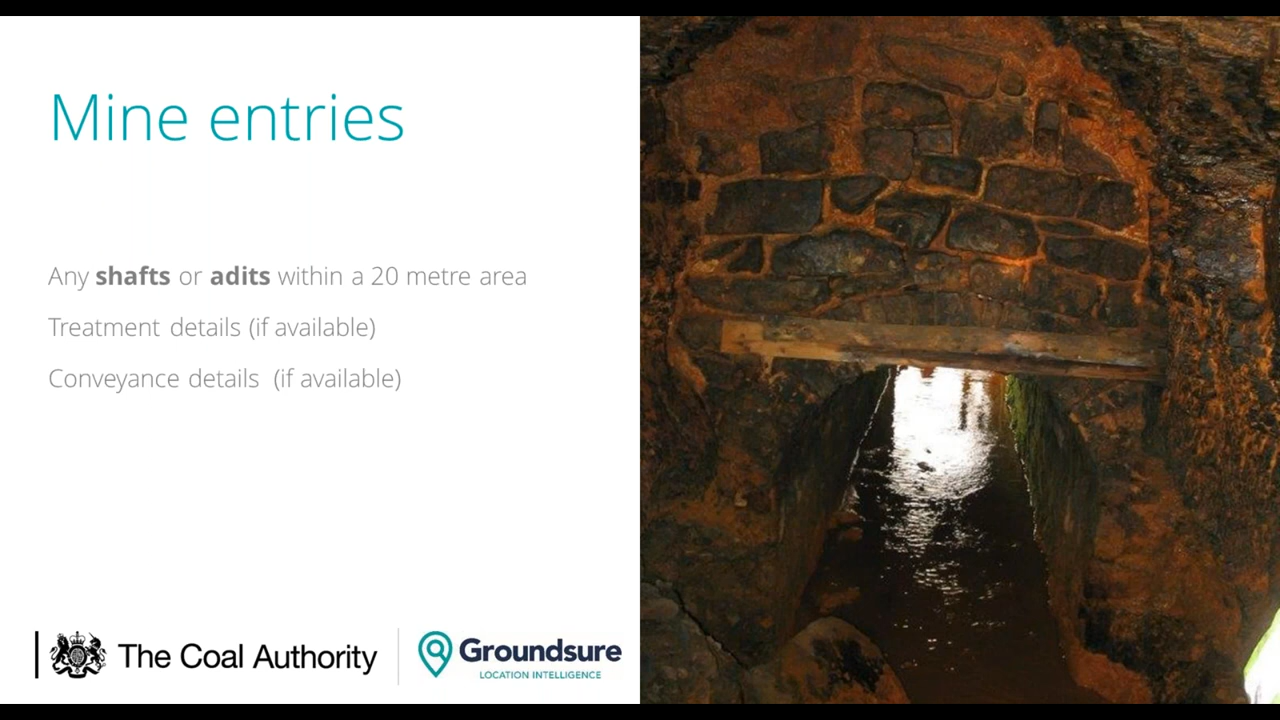 Mine entries
Any shafts or adits within a 20 metre area
Treatment details (if available)
Conveyance details (if available)
The Coal Authority
Groundsure
LOCATION INTELLIGENCE